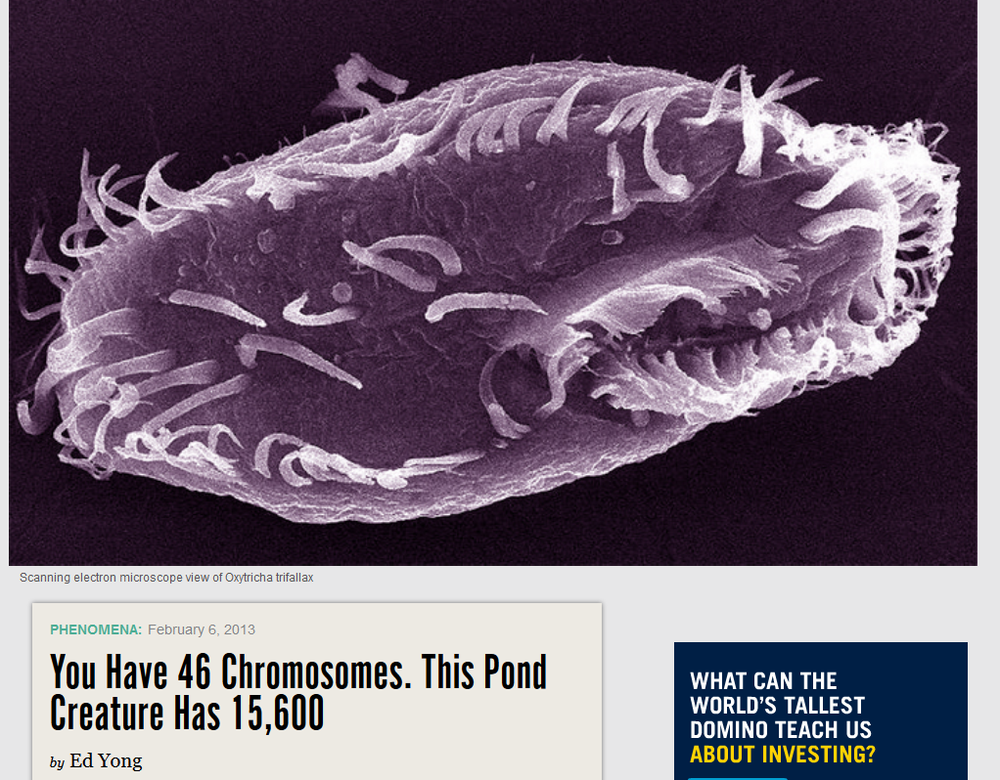 Scanning electron microscope view of Oxytricha trifallax
PHENOMENA: February 6, 2013
You Have 46 Chromosomes. This Pond
Creature Has 15,600
by Ed Yong
WHAT CAN THE
WORLD'S TALLEST
DOMINO TEACH US
ABOUT INVESTING?